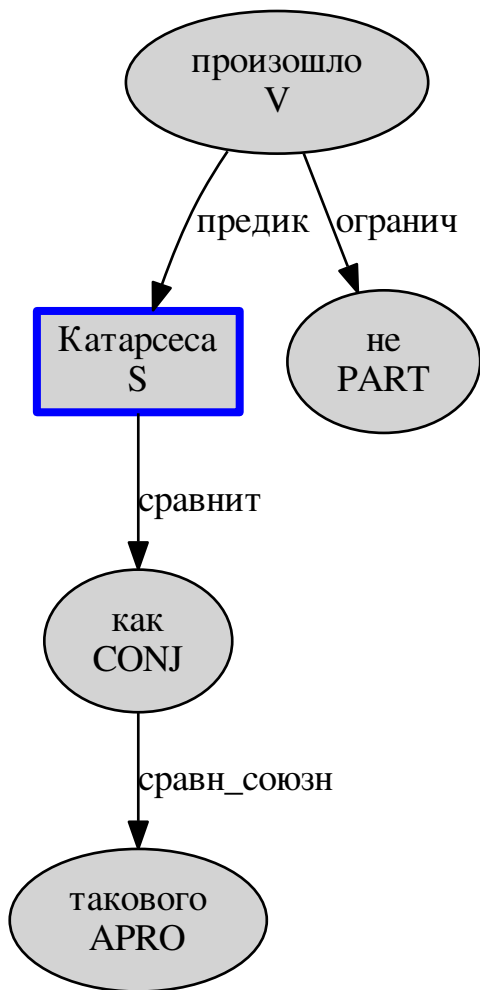 произошло
V
предик
огранич
Катарсеса
S
не
PART
сравнит
как
CONJ
сравн_союзн
такового
APRO